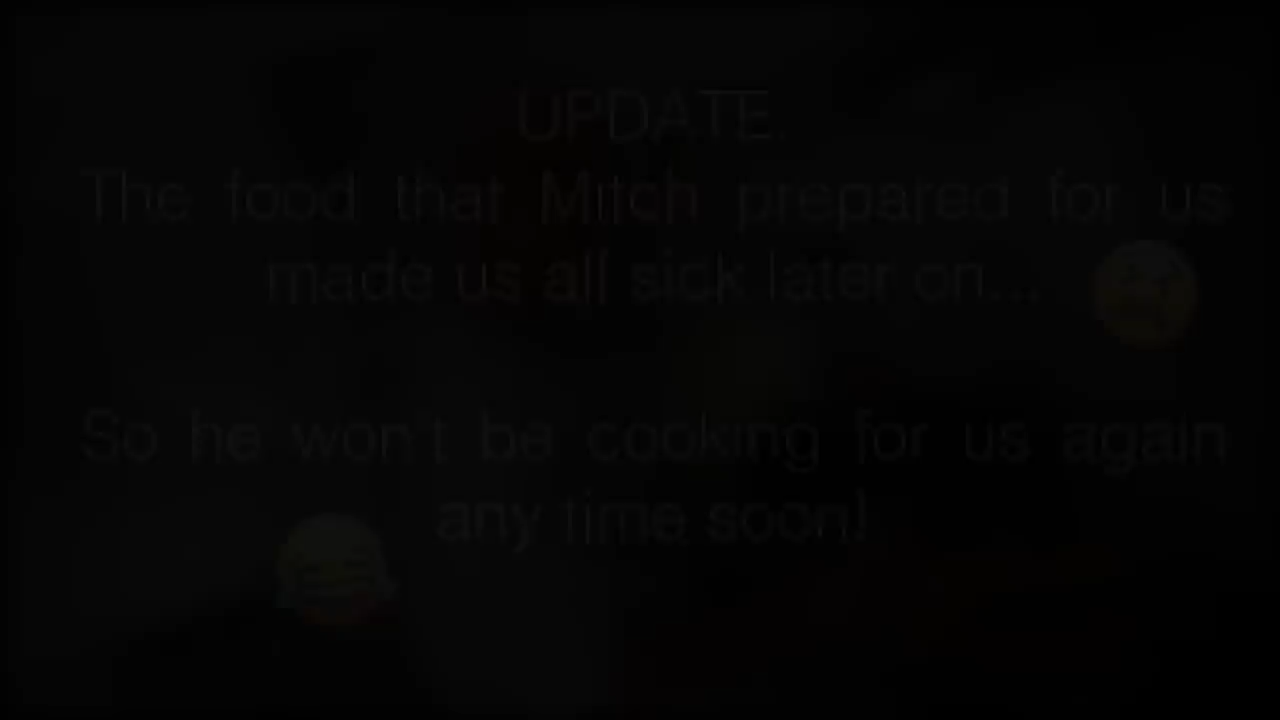 UPDATE:
The food that Mitch prepared for us
made us all sick later on...
So he won't be cooking for us again
any time soon!